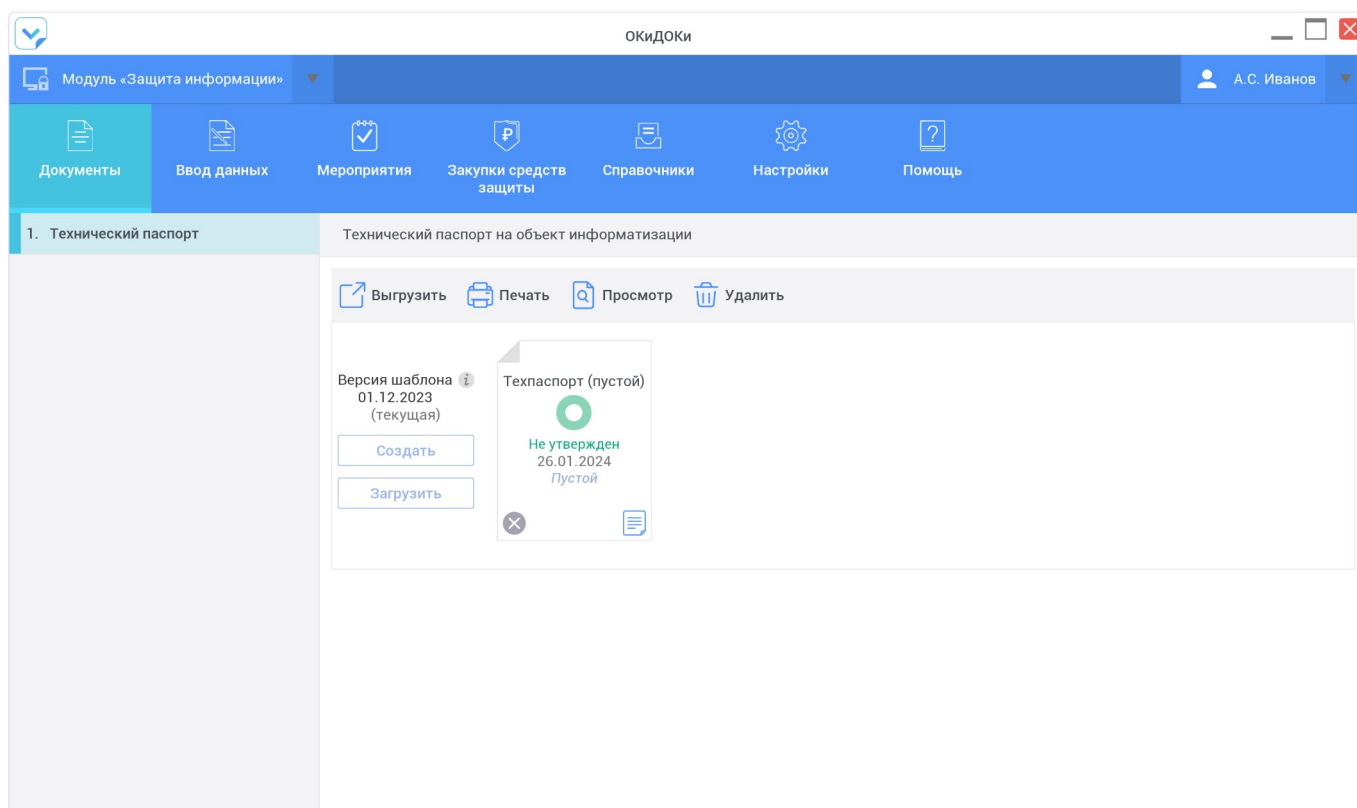 ОКиДОКи
Модуль «Защита информации»
А.С. Иванов
Документы
Ввод данных
Мероприятия
Закупки средств
защиты
Справочники
Настройки
Помощь
1. Технический паспорт
Технический паспорт на объект информатизации
Выгрузить
Печать
Просмотр
Удалить
Версия шаблона
01.12.2023
(текущая)
Создать
Загрузить
Техпаспорт (пустой)
Не утвержден
26.01.2024
Пустой